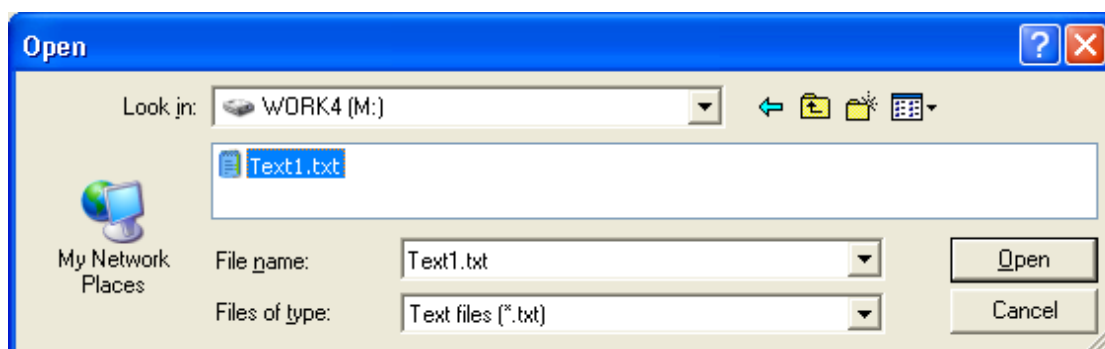 Open
Look in: WORK4 (M:)
Text1.txt
My Network
Places
File name: Text1.txt Open
Files of type: Text files (*.txt) Cancel